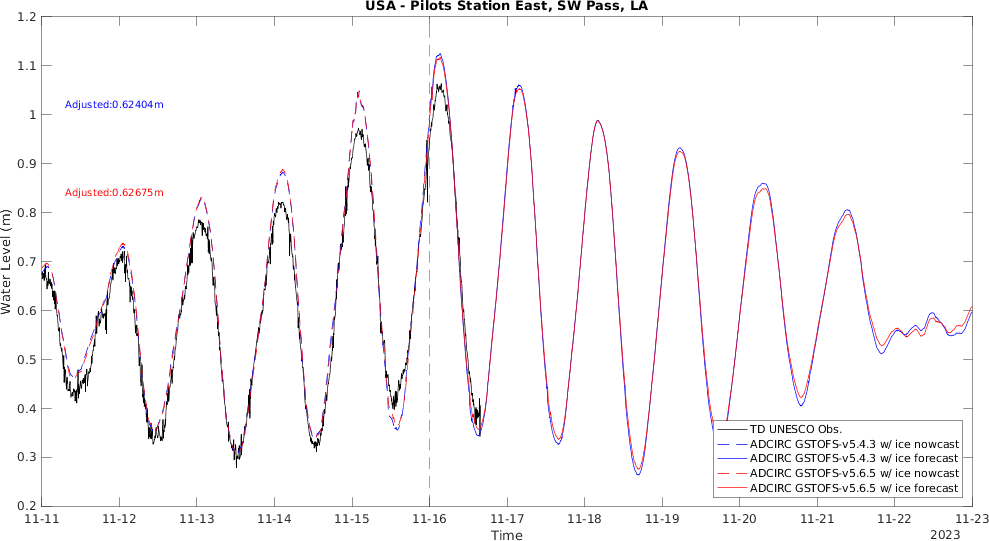 USA - Pilots Station East, SW Pass, LA
1.2
1.1
1
0.9
0.8
0.7
0.6
0.5
0.4
0.3
0.2
Water Level (m)
Adjusted:0.62404m
Adjusted:0.62675m
TD UNESCO Obs.
ADCIRC GSTOFS-v5.4.3 w/ ice nowcast
ADCIRC GSTOFS-v5.4.3 w/ ice forecast
ADCIRC GSTOFS-v5.6.5 w/ ice nowcast
ADCIRC GSTOFS-v5.6.5 w/ ice forecast
11-11 11-12 11-13 11-14 11-15 11-16 11-17 11-18 11-19 11-20 11-21 11-22 11-23
Time
2023